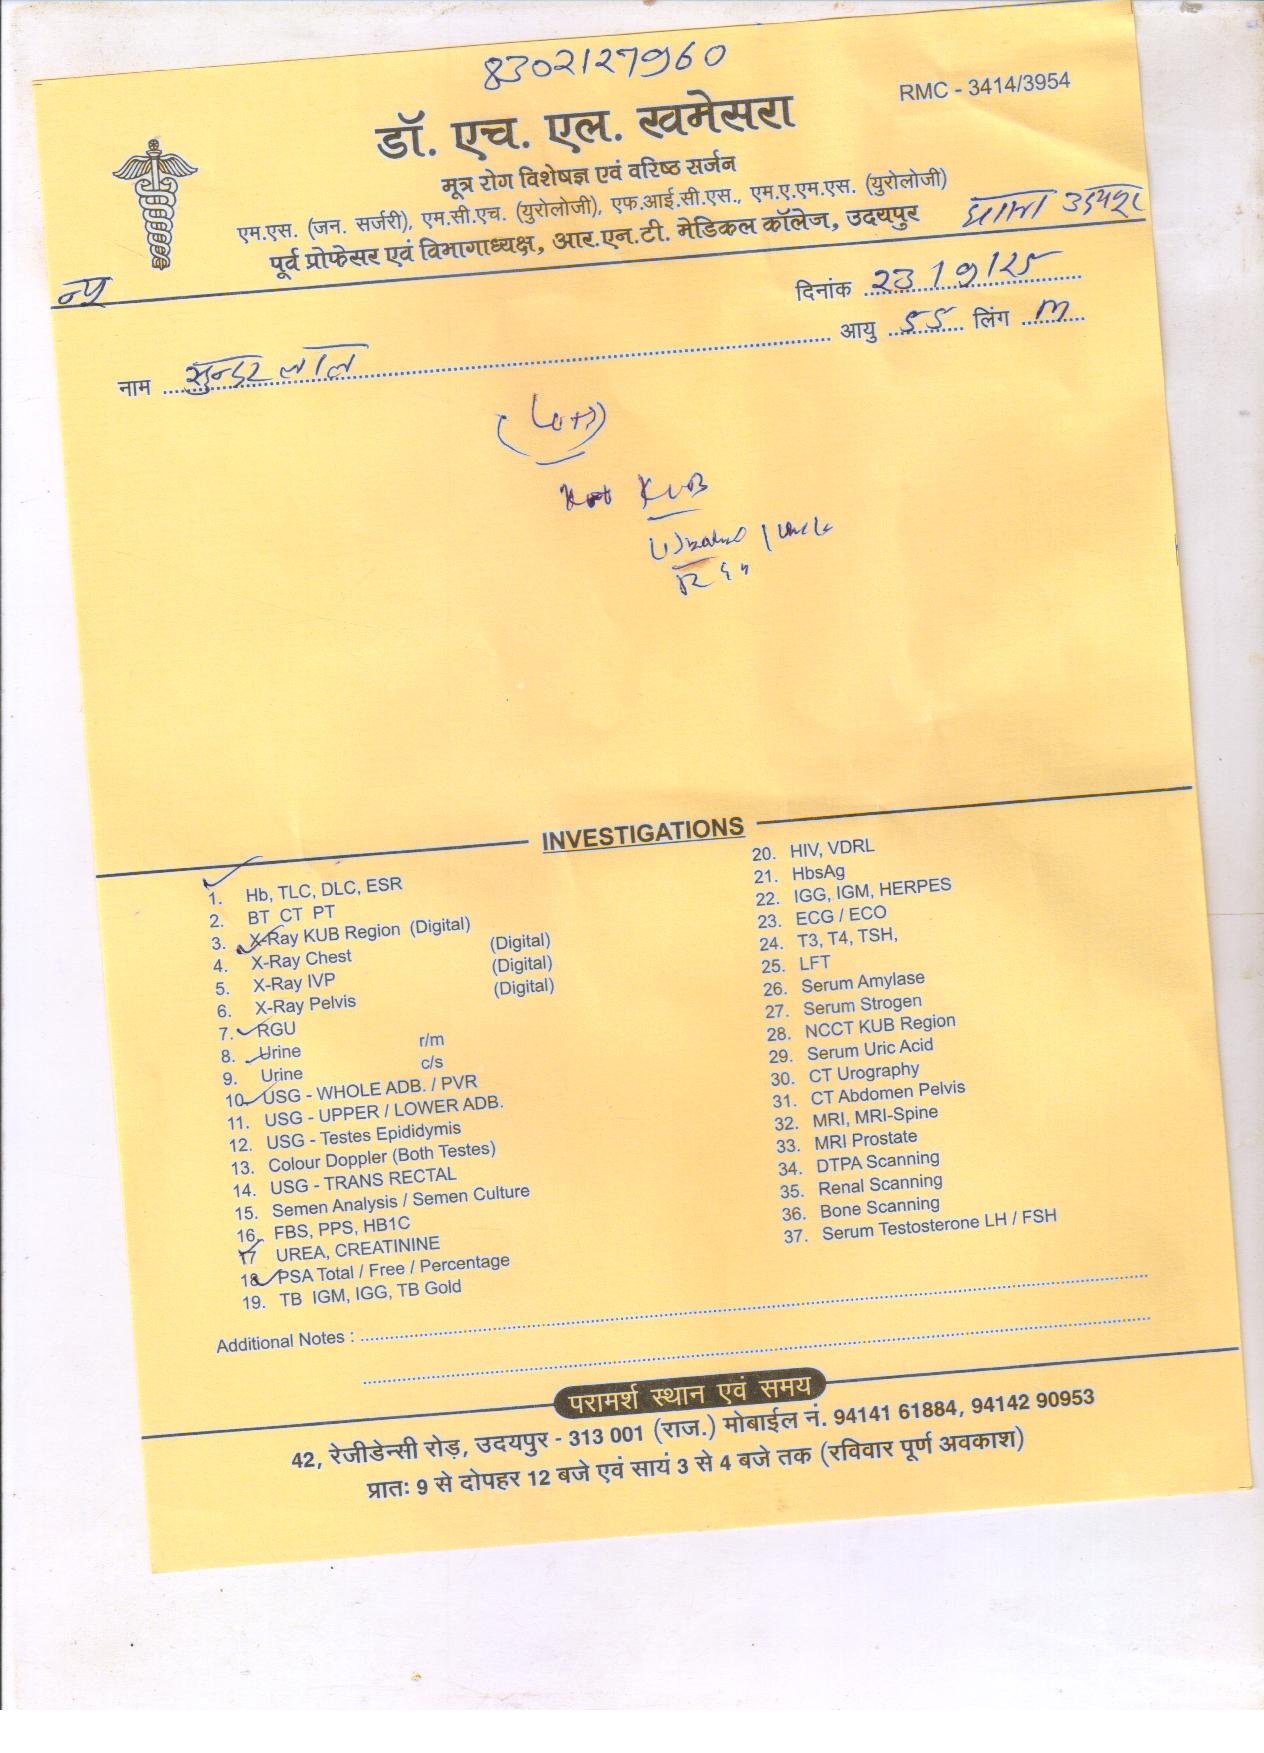 8302127960
RMC - 3414/3954
डॉ. एच. एल. खमेसरा
मूत्र रोग विशेषज्ञ एवं वरिष्ठ सर्जन
एम.एस. (जन. सर्जरी), एम.सी.एच. (युरोलोजी), एफ.आई.सी.एस., एम.ए.एम.एस. (युरोलोजी)
पूर्व प्रोफेसर एवं विभागाध्यक्ष, आर.एन.टी. मेडिकल कॉलेज, उदयपुर
न्यू
दिनांक 23/9/25
नाम सुन्दर लाल आयु 55 लिंग M
KUB
INVESTIGATIONS
1. Hb, TLC, DLC, ESR
2. BT CT PT
3. X-Ray KUB Region (Digital)
4. X-Ray Chest (Digital)
5. X-Ray IVP (Digital)
6. X-Ray Pelvis (Digital)
7. RGU
8. Urine r/m
9. Urine c/s
10. USG - WHOLE ADB. / PVR
11. USG - UPPER / LOWER ADB.
12. USG - Testes Epididymis
13. Colour Doppler (Both Testes)
14. USG - TRANS RECTAL
15. Semen Analysis / Semen Culture
16. FBS, PPS, HB1C
17 UREA, CREATININE
18. PSA Total / Free / Percentage
19. TB IGM, IGG, TB Gold
20. HIV, VDRL
21. HbsAg
22. IGG, IGM, HERPES
23. ECG / ECO
24. T3, T4, TSH,
25. LFT
26. Serum Amylase
27. Serum Strogen
28. NCCT KUB Region
29. Serum Uric Acid
30. CT Urography
31. CT Abdomen Pelvis
32. MRI, MRI-Spine
33. MRI Prostate
34. DTPA Scanning
35. Renal Scanning
36. Bone Scanning
37. Serum Testosterone LH / FSH
Additional Notes :
परामर्श स्थान एवं समय
42, रेजीडेन्सी रोड़, उदयपुर - 313 001 (राज.) मोबाईल नं. 94141 61884, 94142 90953
प्रातः 9 से दोपहर 12 बजे एवं सायं 3 से 4 बजे तक (रविवार पूर्ण अवकाश)